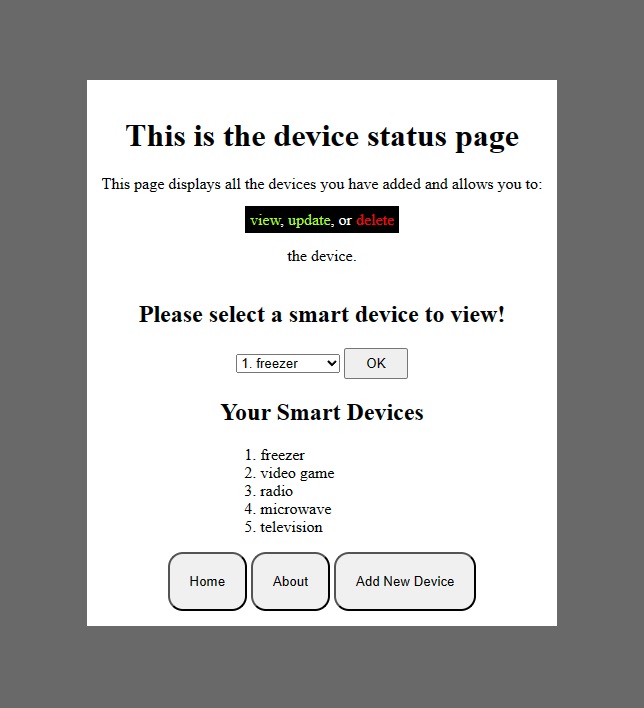 This is the device status page
This page displays all the devices you have added and allows you to:
view, update, or delete
the device.
Please select a smart device to view!
1. freezer OK
Your Smart Devices
1. freezer
2. video game
3. radio
4. microwave
5. television
Home About Add New Device